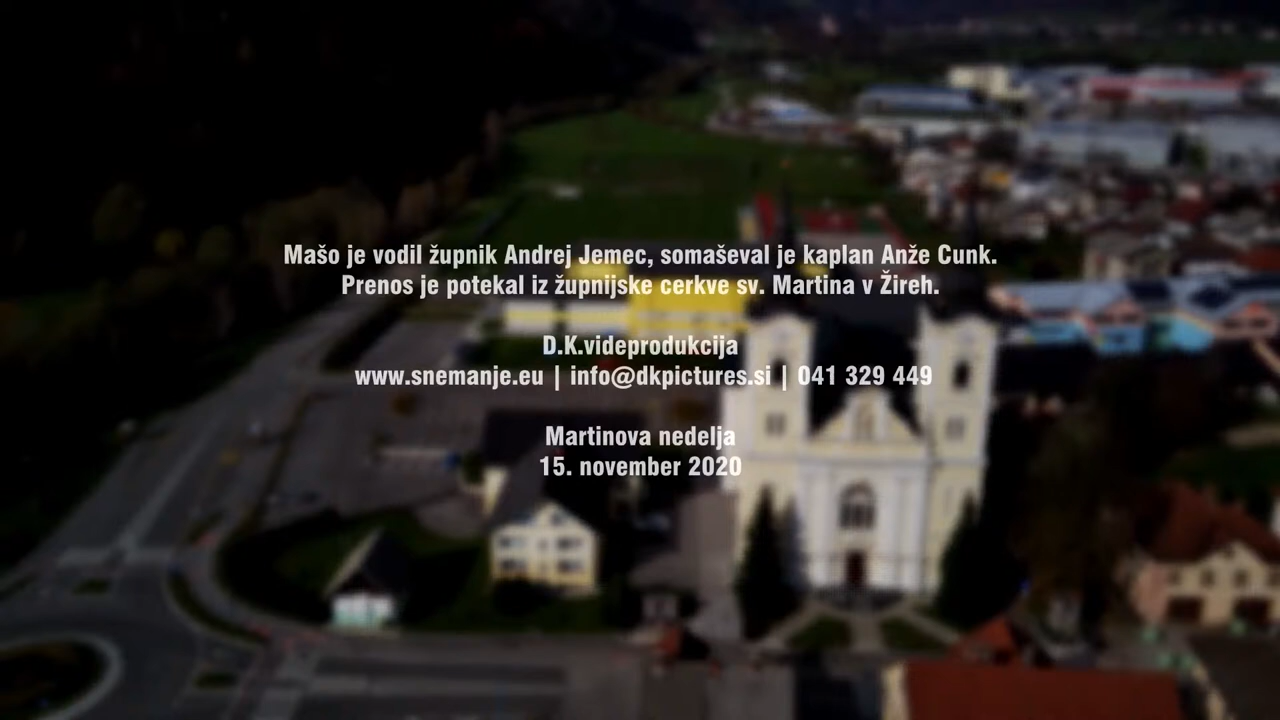 Mašo je vodil župnik Andrej Jemec, somaševal je kaplan Anže Cunk.
Prenos je potekal iz župnijske cerkve sv. Martina v Žireh.
D.K.videprodukcija
www.snemanje.eu | info@dkpictures.si | 041 329 449
Martinova nedelja
15. november 2020